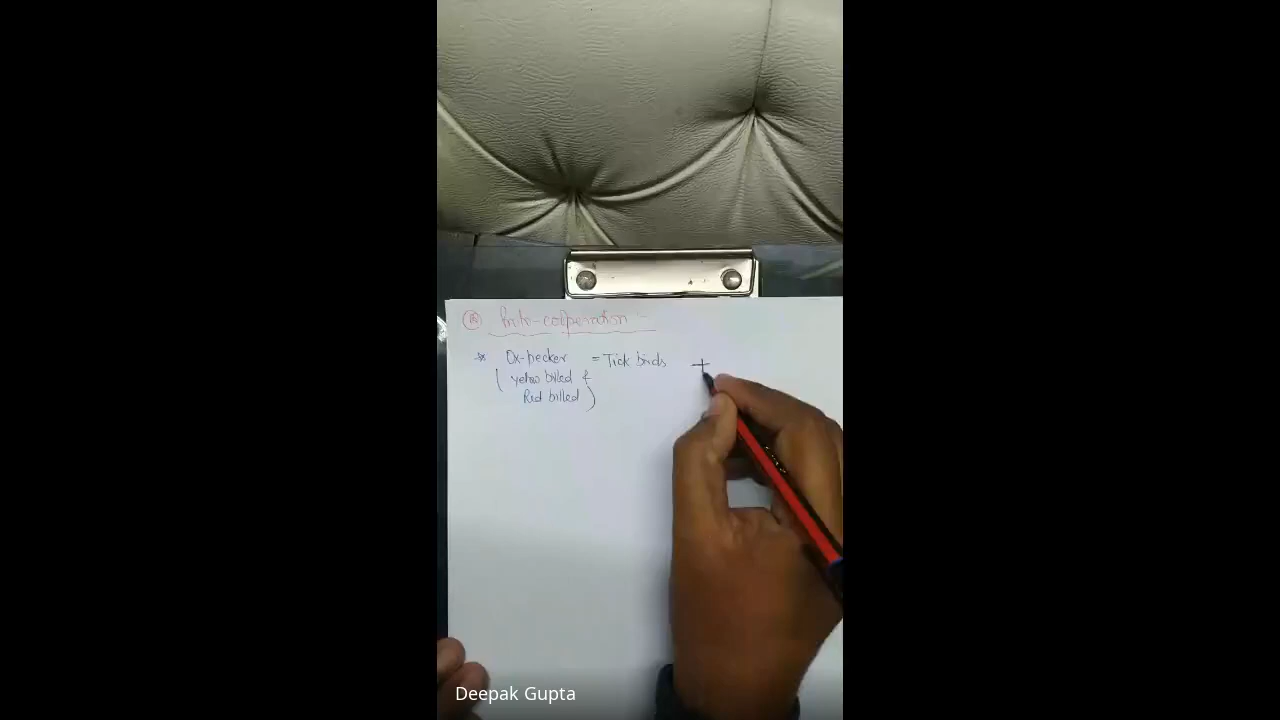 Proto-cooperation :-
* Ox-pecker = Tick birds +
( yellow billed &
Red billed )
Deepak Gupta